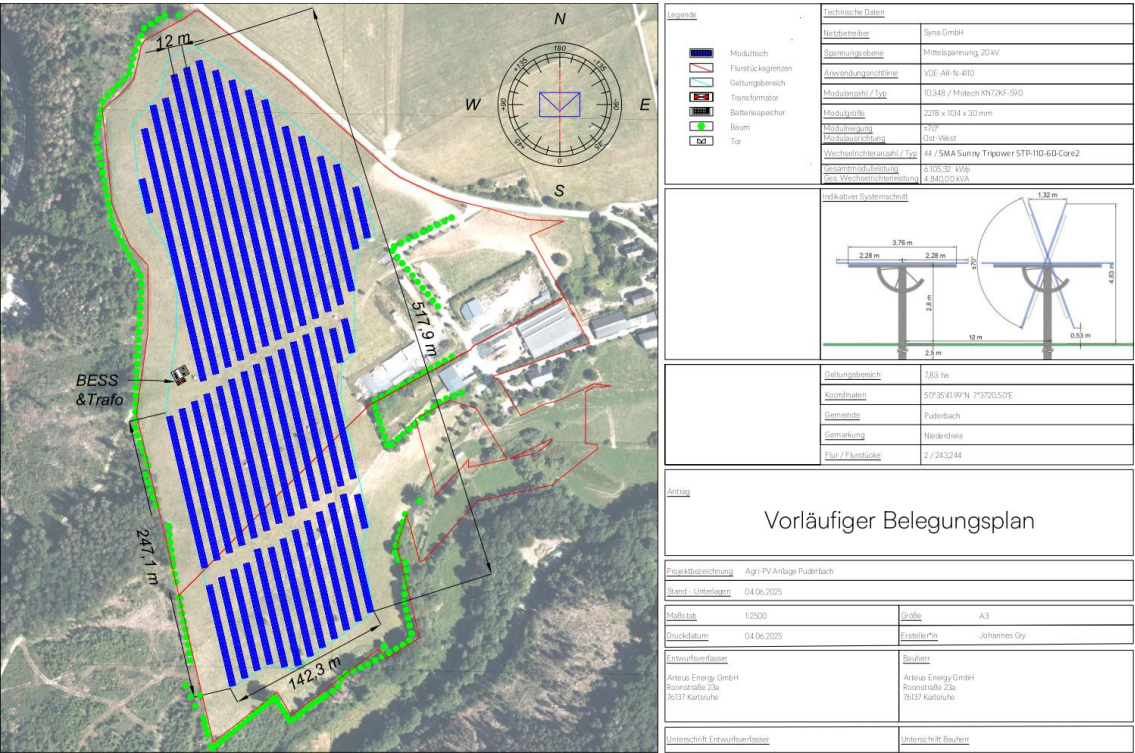 12 m
N
W
E
S
180
+135
-135
+90
-90
+45
-45
0
517,9 m
BESS
&Trafo
247,1 m
142,3 m
Legende
Modultisch
Flurstücksgrenzen
Geltungsbereich
Transformator
Batteriespeicher
Baum
Tor
Technische Daten
Netzbetreiber Syna GmbH
Spannungsebene Mittelspannung, 20 kV
Anwendungsrichtlinie VDE-AR-N-4110
Modulanzahl / Typ 10.348 / Motech XN72KF-590
Modulgröße 2278 x 1134 x 30 mm
Modulneigung ±70°
Modulausrichtung Ost-West
Wechselrichteranzahl / Typ 44 / SMA Sunny Tripower STP-110-60-Core2
Gesamtmodulleistung 6.105,32 kWp
Ges. Wechselrichterleistung 4.840,00 kVA
Indikativer Systemschnitt
3,76 m
2,28 m
2,28 m
2,8 m
2,5 m
±70°
1,32 m
4,83 m
0,53 m
12 m
Geltungsbereich 7,83 ha
Koordinaten 50°35'41.99"N 7°37'20.50"E
Gemeinde Puderbach
Gemarkung Niederdreis
Flur / Flurstücke 2 / 243,244
Antrag
Vorläufiger Belegungsplan
Projektbezeichnung Agri-PV Anlage Puderbach
Stand - Unterlagen 04.06.2025
Maßstab 1:2500
Größe A3
Druckdatum 04.06.2025
Ersteller*in Johannes Gry
Entwurfsverfasser
Arteus Energy GmbH
Roonstraße 23a
76137 Karlsruhe
Bauherr
Arteus Energy GmbH
Roonstraße 23a
76137 Karlsruhe
Unterschrift Entwurfsverfasser
Unterschrift Bauherr